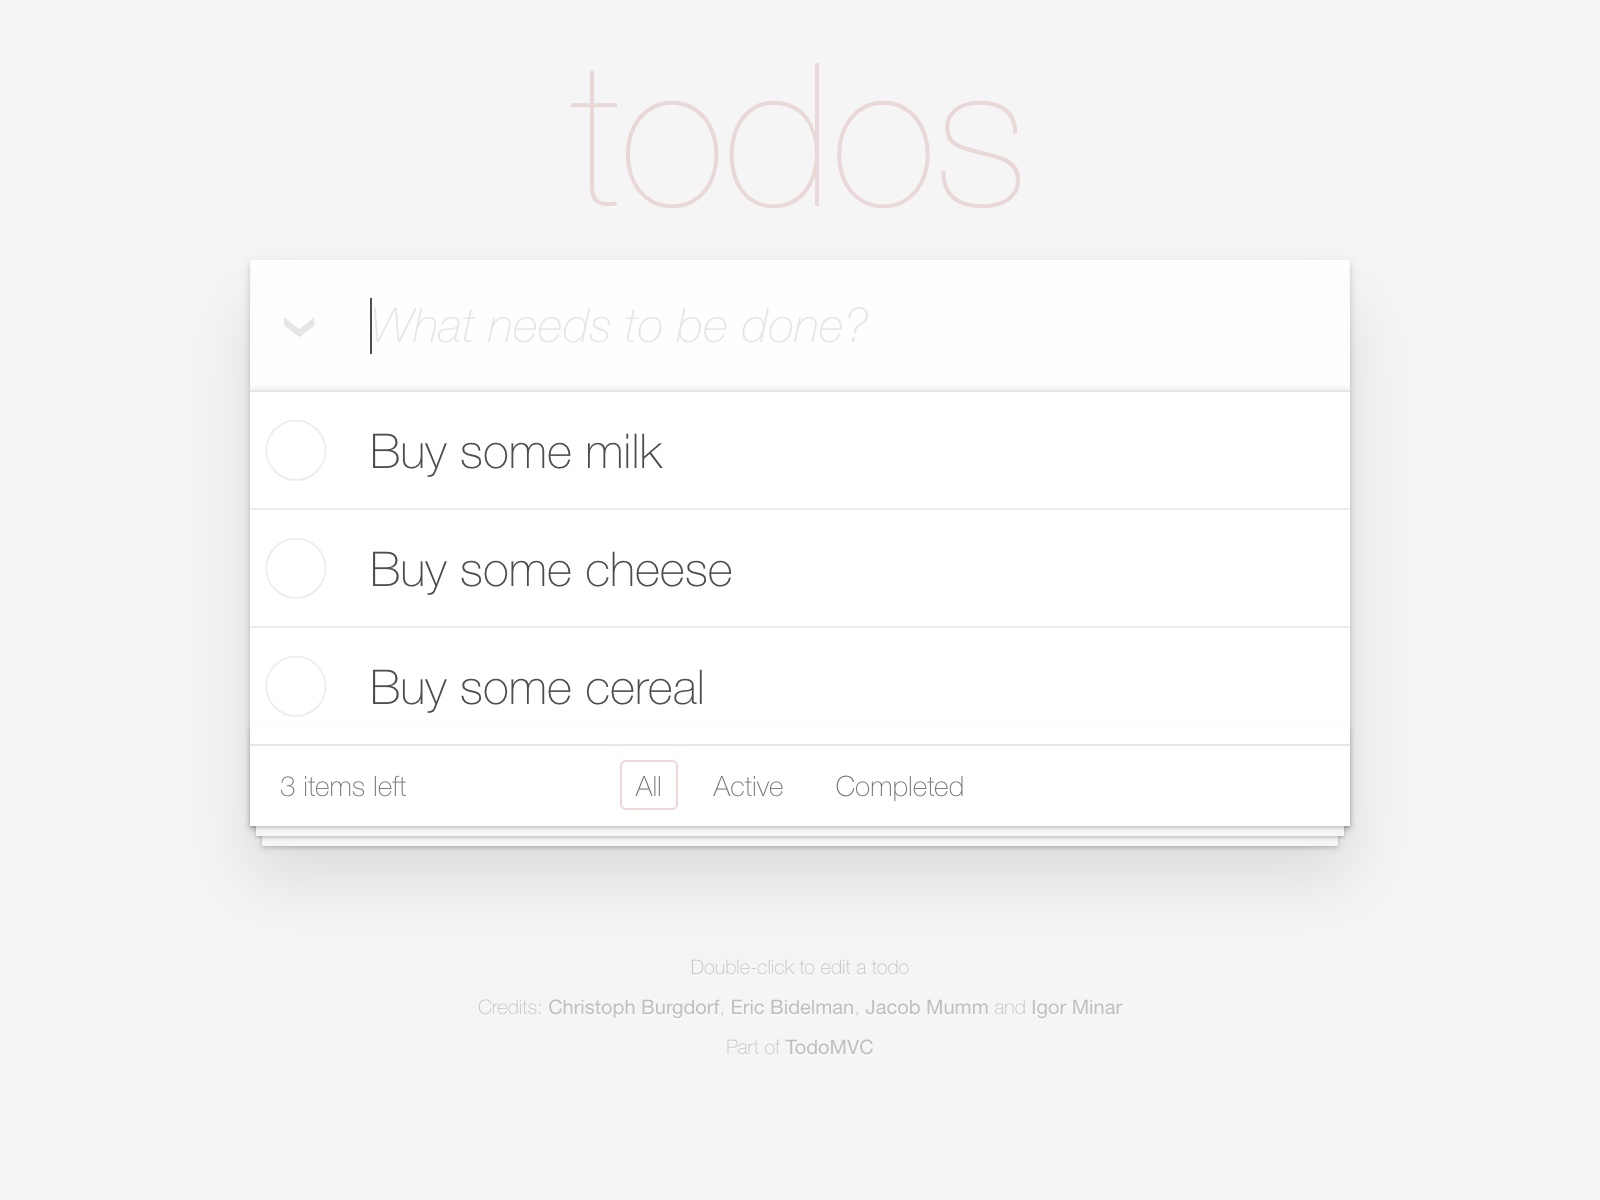 todos
What needs to be done?
Buy some milk
Buy some cheese
Buy some cereal
3 items left All Active Completed
Double-click to edit a todo
Credits: Christoph Burgdorf, Eric Bidelman, Jacob Mumm and Igor Minar
Part of TodoMVC